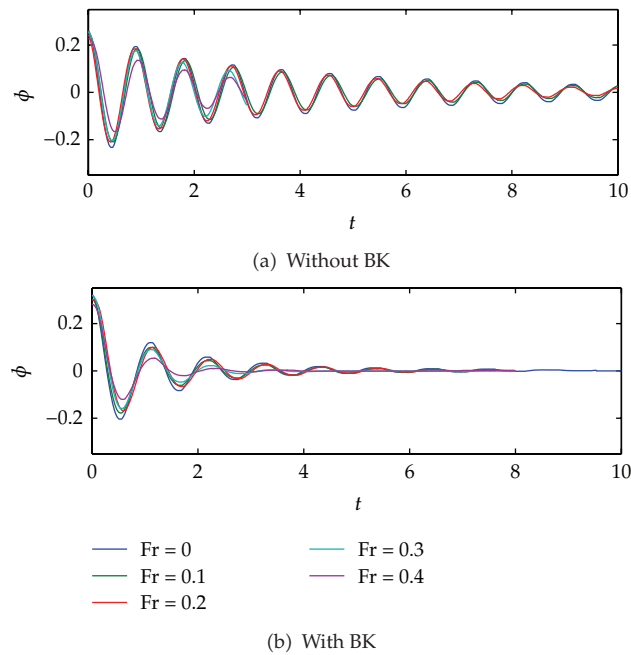 0.2
0
−0.2
ϕ
0 2 4 6 8 10
t
(a) Without BK
0.2
0
−0.2
ϕ
0 2 4 6 8 10
t
Fr = 0
Fr = 0.1
Fr = 0.2
Fr = 0.3
Fr = 0.4
(b) With BK